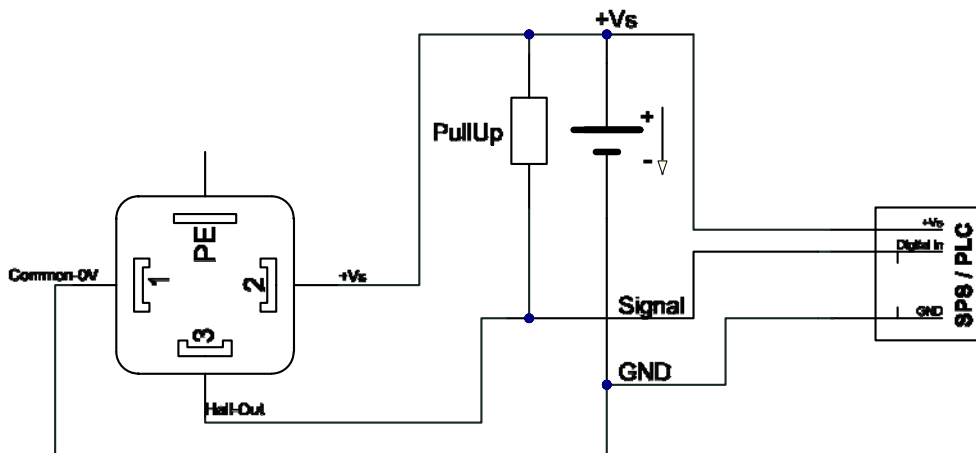 +Vs
PullUp
+
-
PE
Common-0V
1
2
+Vs
3
Hall-Out
Signal
GND
+Vs
Digital In
GND
SPS / PLC